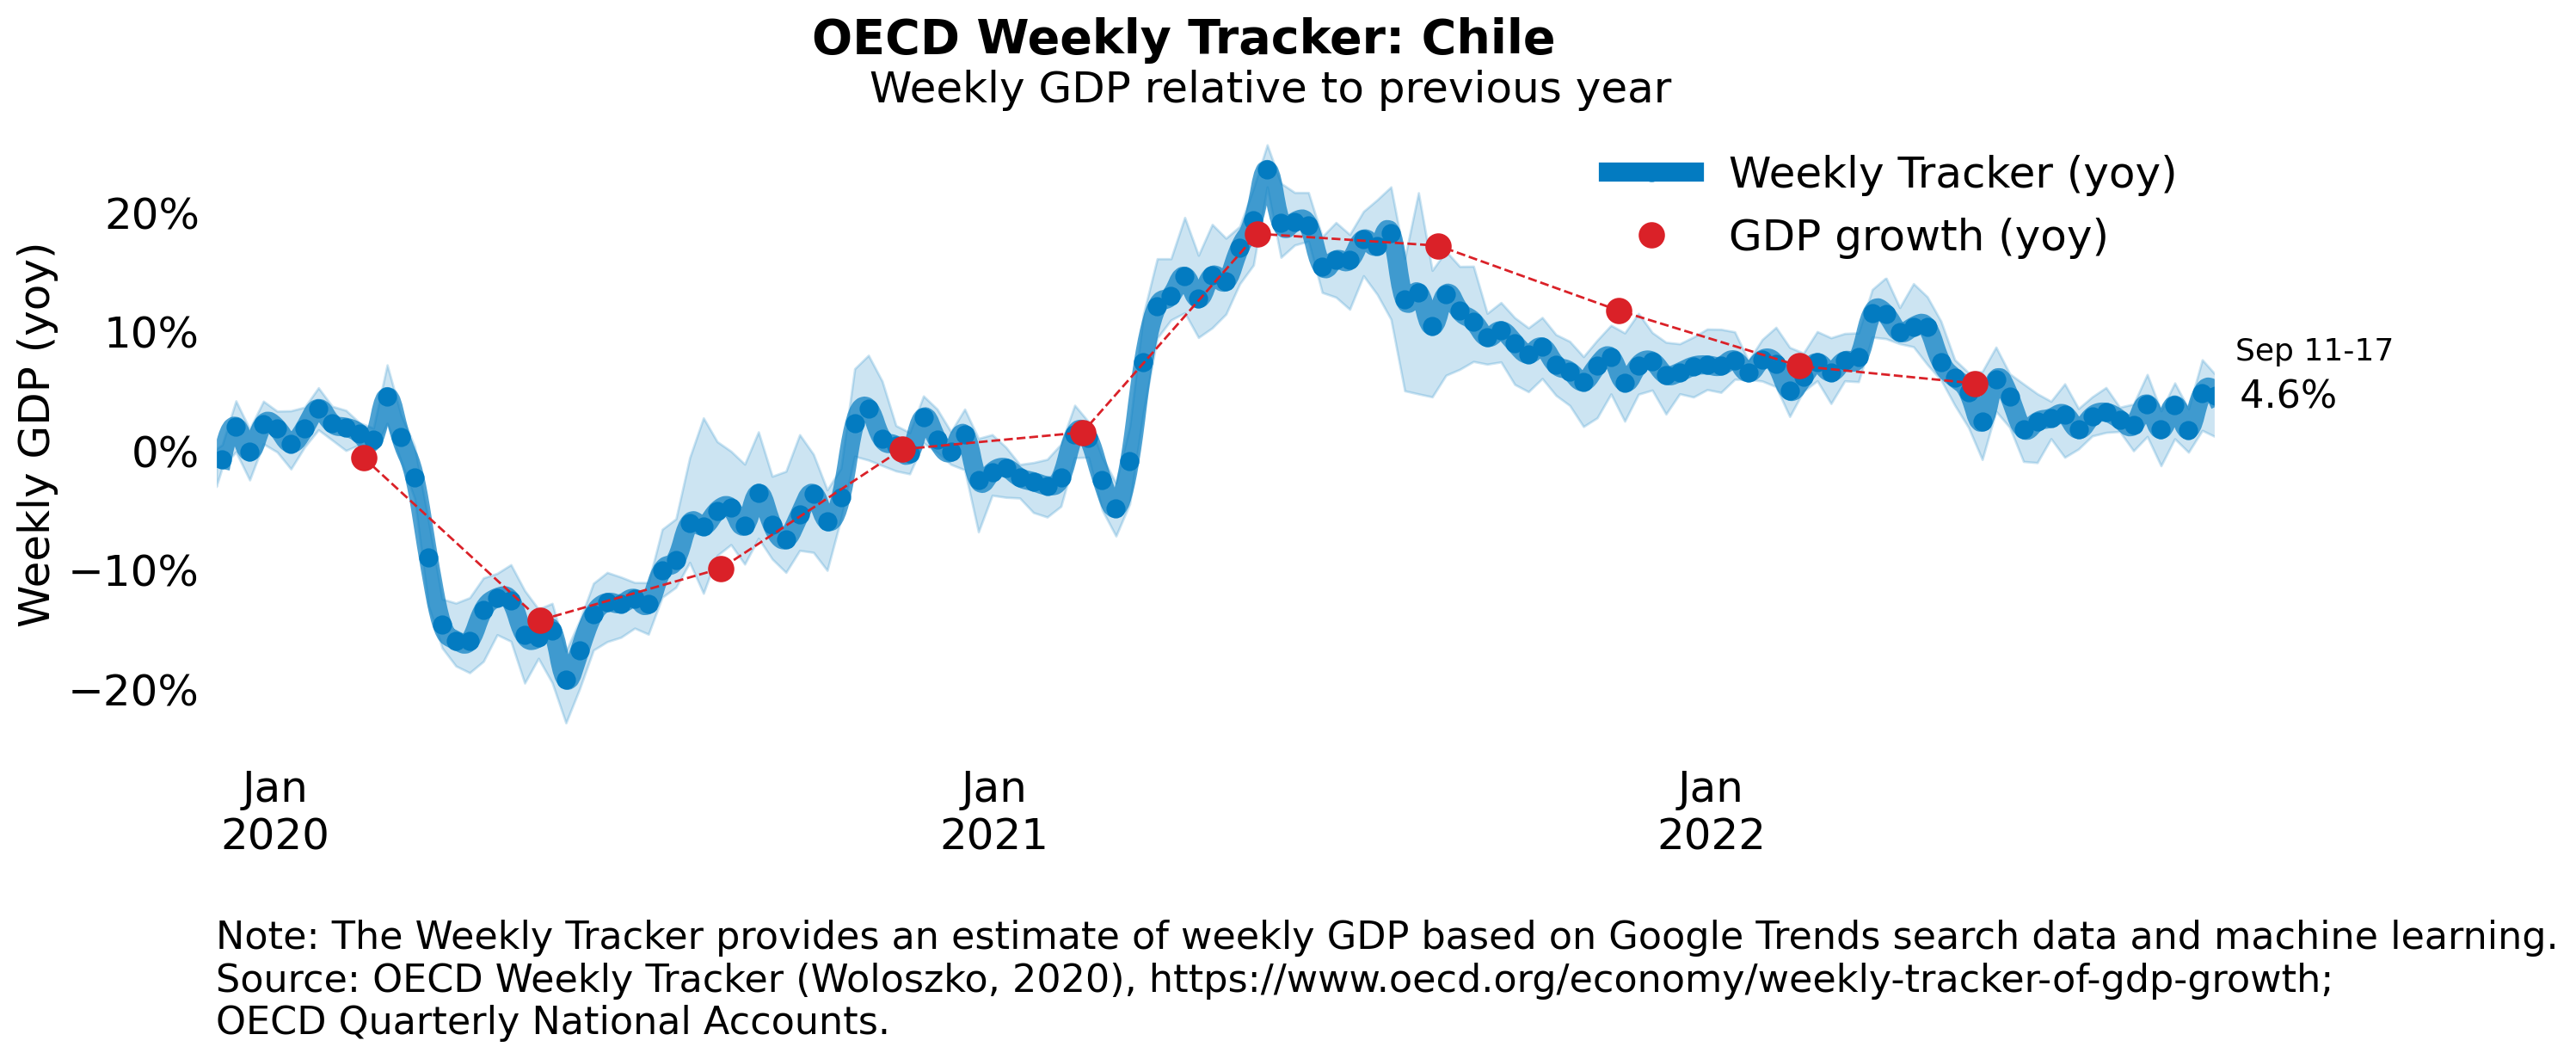 OECD Weekly Tracker: Chile
Weekly GDP relative to previous year
Weekly Tracker (yoy)
GDP growth (yoy)
Weekly GDP (yoy)
20%
10%
0%
−10%
−20%
Sep 11-17
4.6%
Jan
2020
Jan
2021
Jan
2022
Note: The Weekly Tracker provides an estimate of weekly GDP based on Google Trends search data and machine learning.
Source: OECD Weekly Tracker (Woloszko, 2020), https://www.oecd.org/economy/weekly-tracker-of-gdp-growth;
OECD Quarterly National Accounts.